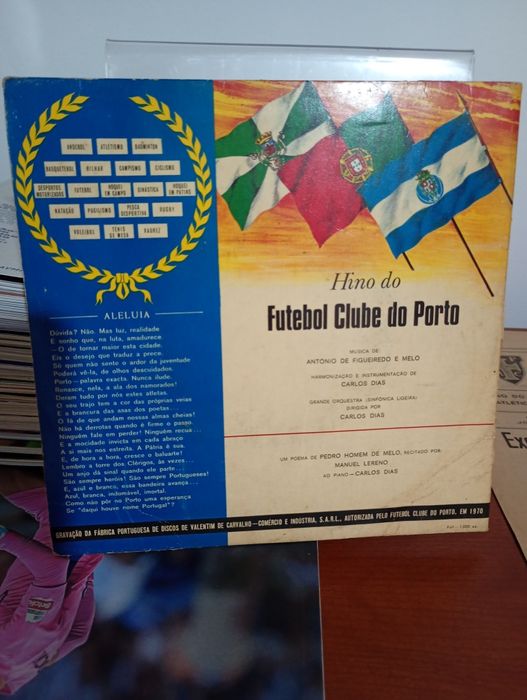 ANDEBOL
ATLETISMO
BADMINTON
BASQUETEBOL
BILHAR
CAMPISMO
CICLISMO
DESPORTOS MOTORIZADOS
FUTEBOL
HOQUEI EM CAMPO
GINÁSTICA
HOQUEI EM PATINS
NATAÇÃO
PUGILISMO
PESCA DESPORTIVA
RUGBY
VOLEIBOL
TÉNIS DE MESA
XADREZ
ALELUIA
Dúvida? Não. Mas luz, realidade
E sonho que, na luta, amadurece.
— O de tornar maior esta cidade.
Eis o desejo que traduz a prece.
Só quem não sente o ardor da juventude
Poderá vê-la, de olhos descuidados.
Porto — palavra exacta. Nunca ilude.
Renasce, nela, a ala dos namorados!
Deram tudo por nós estes atletas.
O seu trajo tem a cor das próprias veias
E a brancura das asas dos poetas...
Ó fé de que andam nossas almas cheias!
Não há derrotas quando é firme o passo.
Ninguém fale em perder! Ninguém recua...
E a mocidade invicta em cada abraço
A si mais nos estreita. A Pátria é sua.
E, de hora a hora, cresce o baluarte!
Lembro a torre dos Clérigos, às vezes...
Um anjo dá sinal quando ele parte...
São sempre heróis! São sempre Portugueses!
E, azul e branco, essa bandeira avança...
Azul, branca, indomável, imortal.
Como não pôr no Porto uma esperança
Se "daqui houve nome Portugal"?
Hino do
Futebol Clube do Porto
MUSICA DE:
ANTONIO DE FIGUEIREDO E MELO
HARMONIZAÇÃO E INSTRUMENTAÇÃO DE
CARLOS DIAS
GRANDE ORQUESTRA (SINFÓNICA LIGEIRA)
DIRIGIDA POR
CARLOS DIAS
UM POEMA DE PEDRO HOMEM DE MELO, RECITADO POR
MANUEL LERENO
AO PIANO — CARLOS DIAS
GRAVAÇÃO DA FÁBRICA PORTUGUESA DE DISCOS DE VALENTIM DE CARVALHO — COMÉRCIO E INDUSTRIA, S.A.R.L., AUTORIZADA PELO FUTEBOL CLUBE DO PORTO, EM 1970